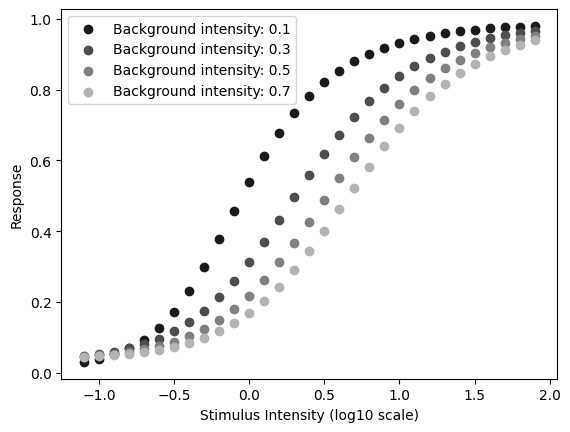 1.0
0.8
0.6
0.4
0.2
0.0
Response
Background intensity: 0.1
Background intensity: 0.3
Background intensity: 0.5
Background intensity: 0.7
−1.0 −0.5 0.0 0.5 1.0 1.5 2.0
Stimulus Intensity (log10 scale)